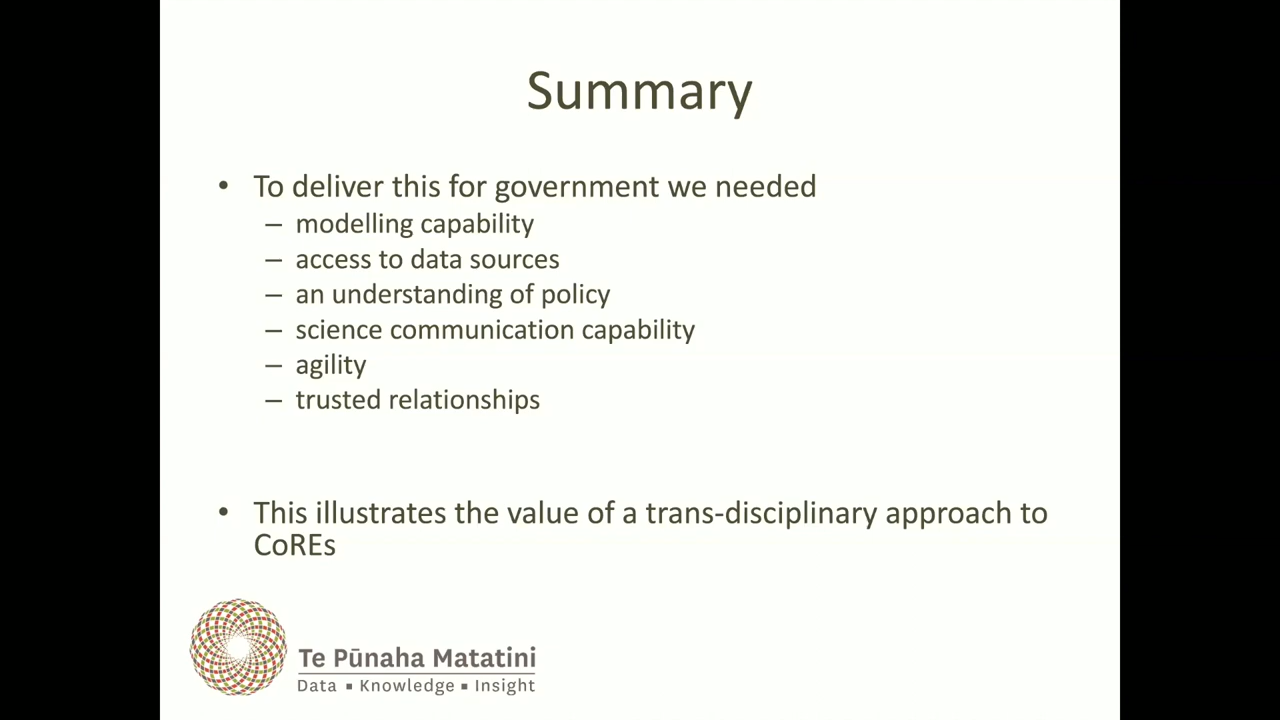 Summary
• To deliver this for government we needed
– modelling capability
– access to data sources
– an understanding of policy
– science communication capability
– agility
– trusted relationships
• This illustrates the value of a trans-disciplinary approach to
CoREs
Te Pūnaha Matatini
Data ▪ Knowledge ▪ Insight